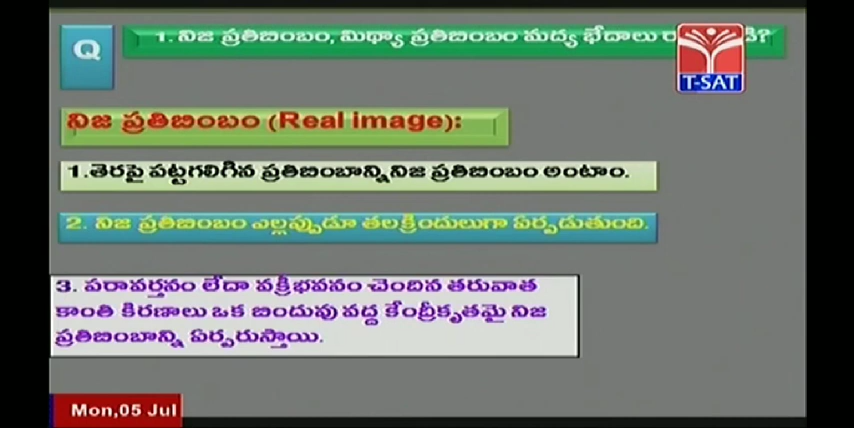 Q
1. నిజ ప్రతిబింబం, మిథ్యా ప్రతిబింబం మధ్య భేదాలు
T-SAT
నిజ ప్రతిబింబం (Real image):
1.తెరపై పట్టగలిగిన ప్రతిబింబాన్ని నిజ ప్రతిబింబం అంటాం.
2. నిజ ప్రతిబింబం ఎల్లప్పుడూ తలక్రిందులుగా ఏర్పడుతుంది.
3. పరావర్తనం లేదా వక్రీభవనం చెందిన తరువాత
కాంతి కిరణాలు ఒక బిందువు వద్ద కేంద్రీకృతమై నిజ
ప్రతిబింబాన్ని ఏర్పరుస్తాయి.
Mon,05 Jul